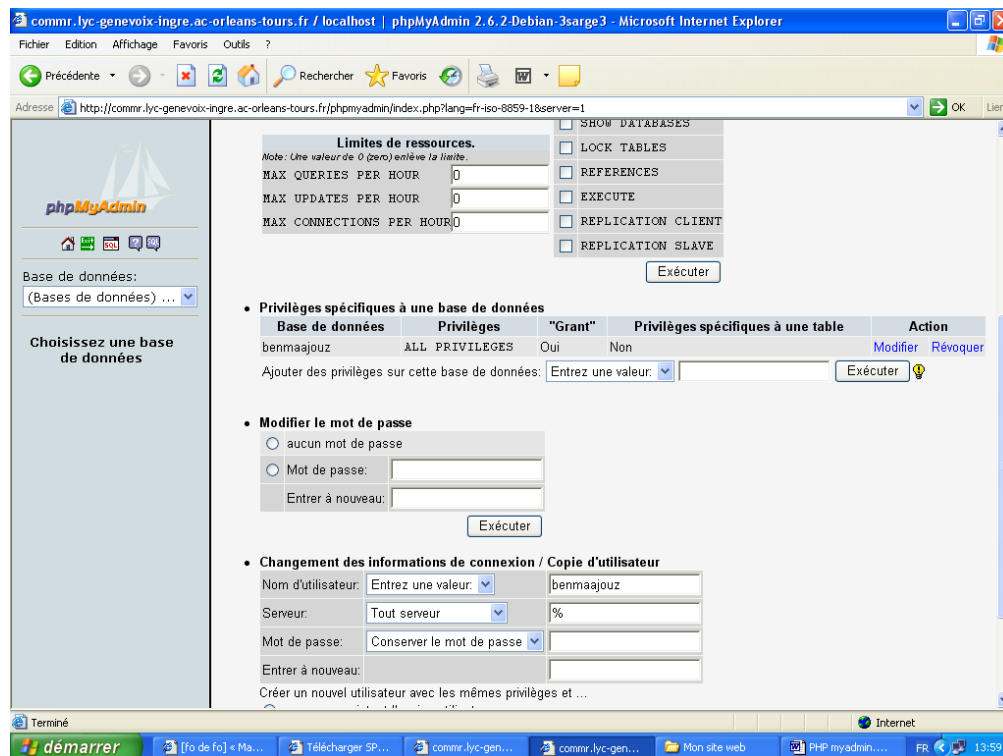 commr.lyc-genevoix-ingre.ac-orleans-tours.fr / localhost | phpMyAdmin 2.6.2-Debian-3sarge3 - Microsoft Internet Explorer
Fichier Edition Affichage Favoris Outils ?
Précédente Rechercher Favoris
Adresse http://commr.lyc-genevoix-ingre.ac-orleans-tours.fr/phpmyadmin/index.php?lang=fr-iso-8859-1&server=1 OK Lien
phpMyAdmin
Base de données:
(Bases de données) ...
Choisissez une base
de données
SHOW DATABASES
Limites de ressources.
Note: Une valeur de 0 (zero) enlève la limite.
LOCK TABLES
MAX QUERIES PER HOUR 0
REFERENCES
MAX UPDATES PER HOUR 0
EXECUTE
MAX CONNECTIONS PER HOUR 0
REPLICATION CLIENT
REPLICATION SLAVE
Exécuter
Privilèges spécifiques à une base de données
Base de données Privilèges "Grant" Privilèges spécifiques à une table Action
benmaajouz ALL PRIVILEGES Oui Non Modifier Révoquer
Ajouter des privilèges sur cette base de données: Entrez une valeur: Exécuter
Modifier le mot de passe
aucun mot de passe
Mot de passe:
Entrer à nouveau:
Exécuter
Changement des informations de connexion / Copie d'utilisateur
Nom d'utilisateur: Entrez une valeur: benmaajouz
Serveur: Tout serveur %
Mot de passe: Conserver le mot de passe
Entrer à nouveau:
Créer un nouvel utilisateur avec les mêmes privilèges et ...
Terminé Internet
démarrer [fo de fo] « Ma... Télécharger SP... commr.lyc-gen... commr.lyc-gen... Mon site web PHP myadmin.... FR 13:59